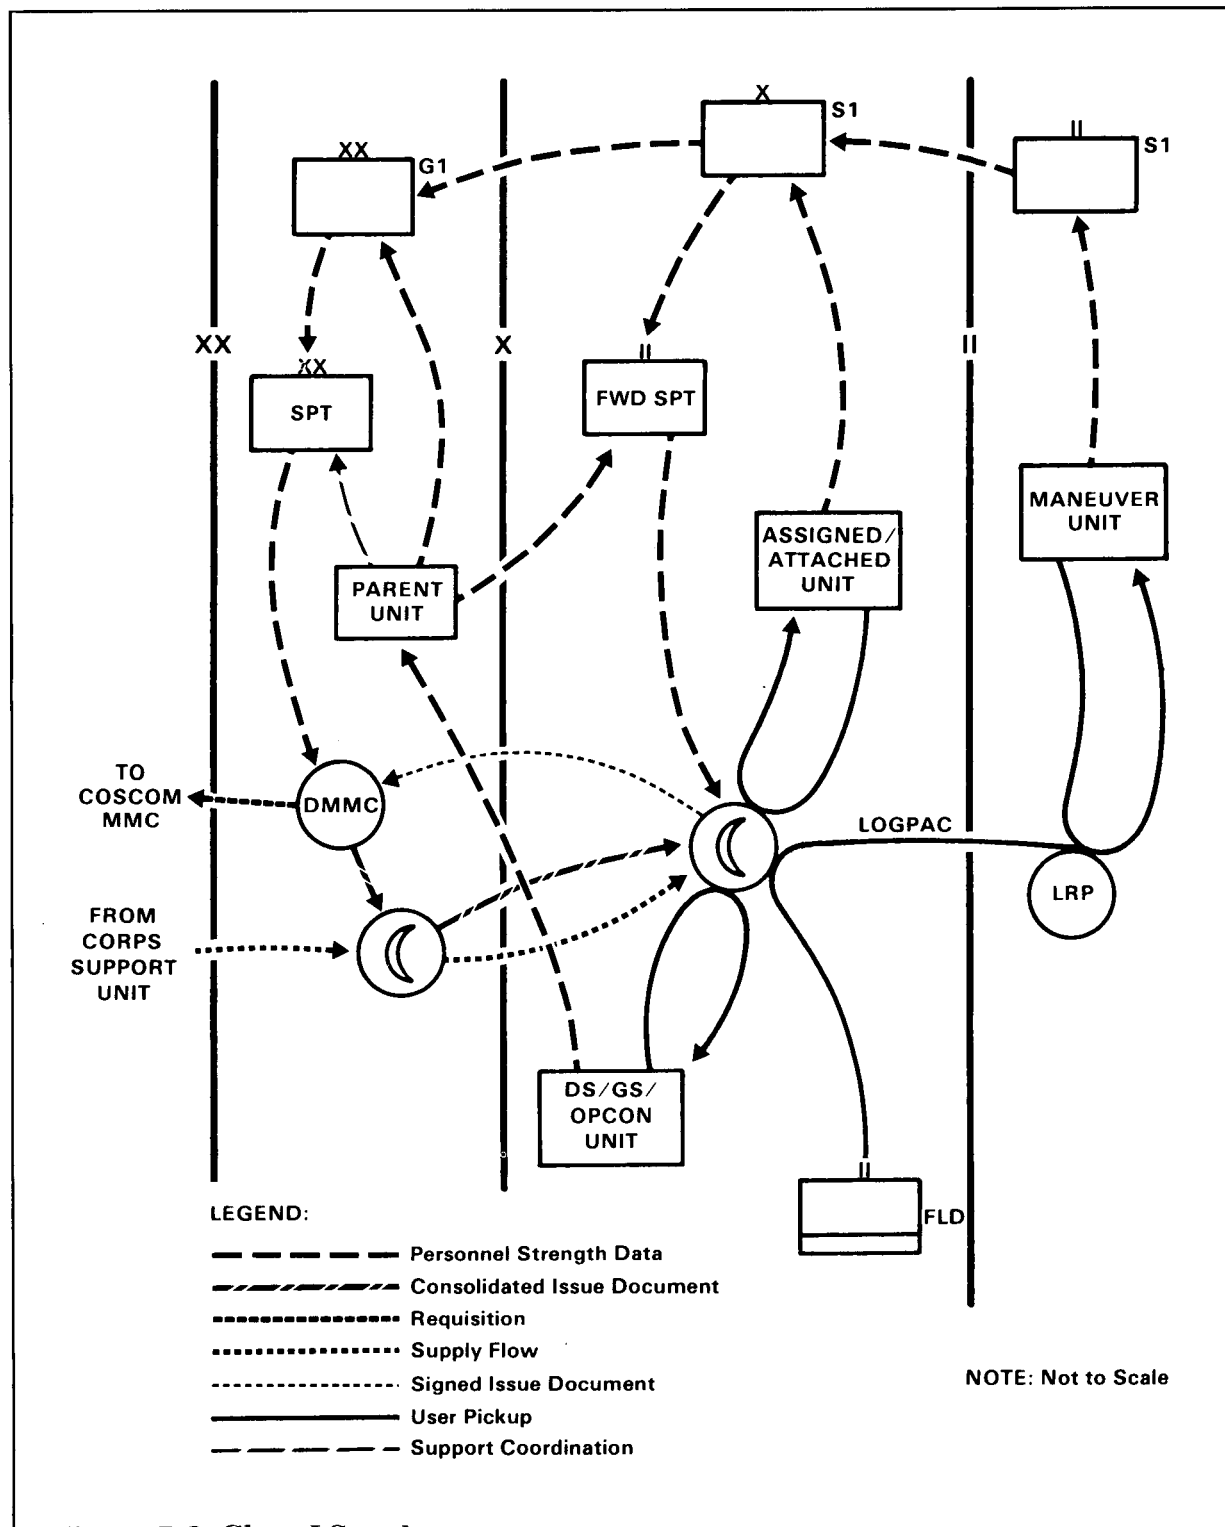 X
S1
II
S1
XX
G1
XX
X
II
XX
SPT
II
FWD SPT
MANEUVER
UNIT
ASSIGNED/
ATTACHED
UNIT
PARENT
UNIT
TO
COSCOM
MMC
DMMC
LOGPAC
LRP
FROM
CORPS
SUPPORT
UNIT
DS/GS/
OPCON
UNIT
II
FLD
LEGEND:
Personnel Strength Data
Consolidated Issue Document
Requisition
Supply Flow
Signed Issue Document
User Pickup
Support Coordination
NOTE: Not to Scale